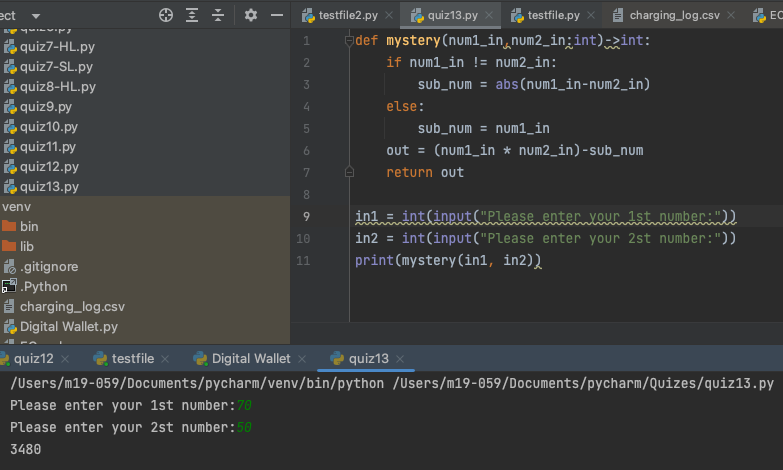 ect
testfile2.py
quiz13.py
testfile.py
charging_log.csv
quiz7-HL.py
quiz7-SL.py
quiz8-HL.py
quiz9.py
quiz10.py
quiz11.py
quiz12.py
quiz13.py
venv
bin
lib
.gitignore
.Python
charging_log.csv
Digital Wallet.py
1 def mystery(num1_in,num2_in:int)->int:
2 if num1_in != num2_in:
3 sub_num = abs(num1_in-num2_in)
4 else:
5 sub_num = num1_in
6 out = (num1_in * num2_in)-sub_num
7 return out
8
9 in1 = int(input("Please enter your 1st number:"))
10 in2 = int(input("Please enter your 2st number:"))
11 print(mystery(in1, in2))
quiz12
testfile
Digital Wallet
quiz13
/Users/m19-059/Documents/pycharm/venv/bin/python /Users/m19-059/Documents/pycharm/Quizes/quiz13.py
Please enter your 1st number:70
Please enter your 2st number:50
3480